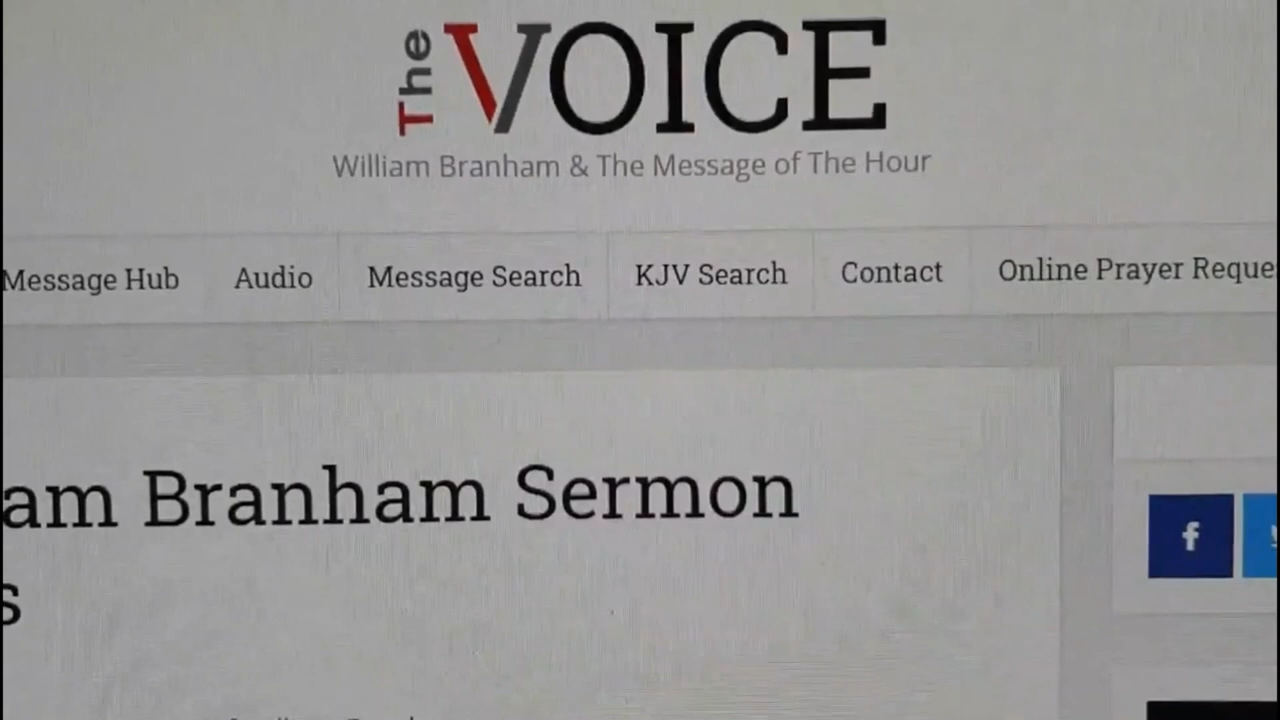 The VOICE
William Branham & The Message of The Hour
Message Hub Audio Message Search KJV Search Contact Online Prayer Reque
am Branham Sermon
s
f